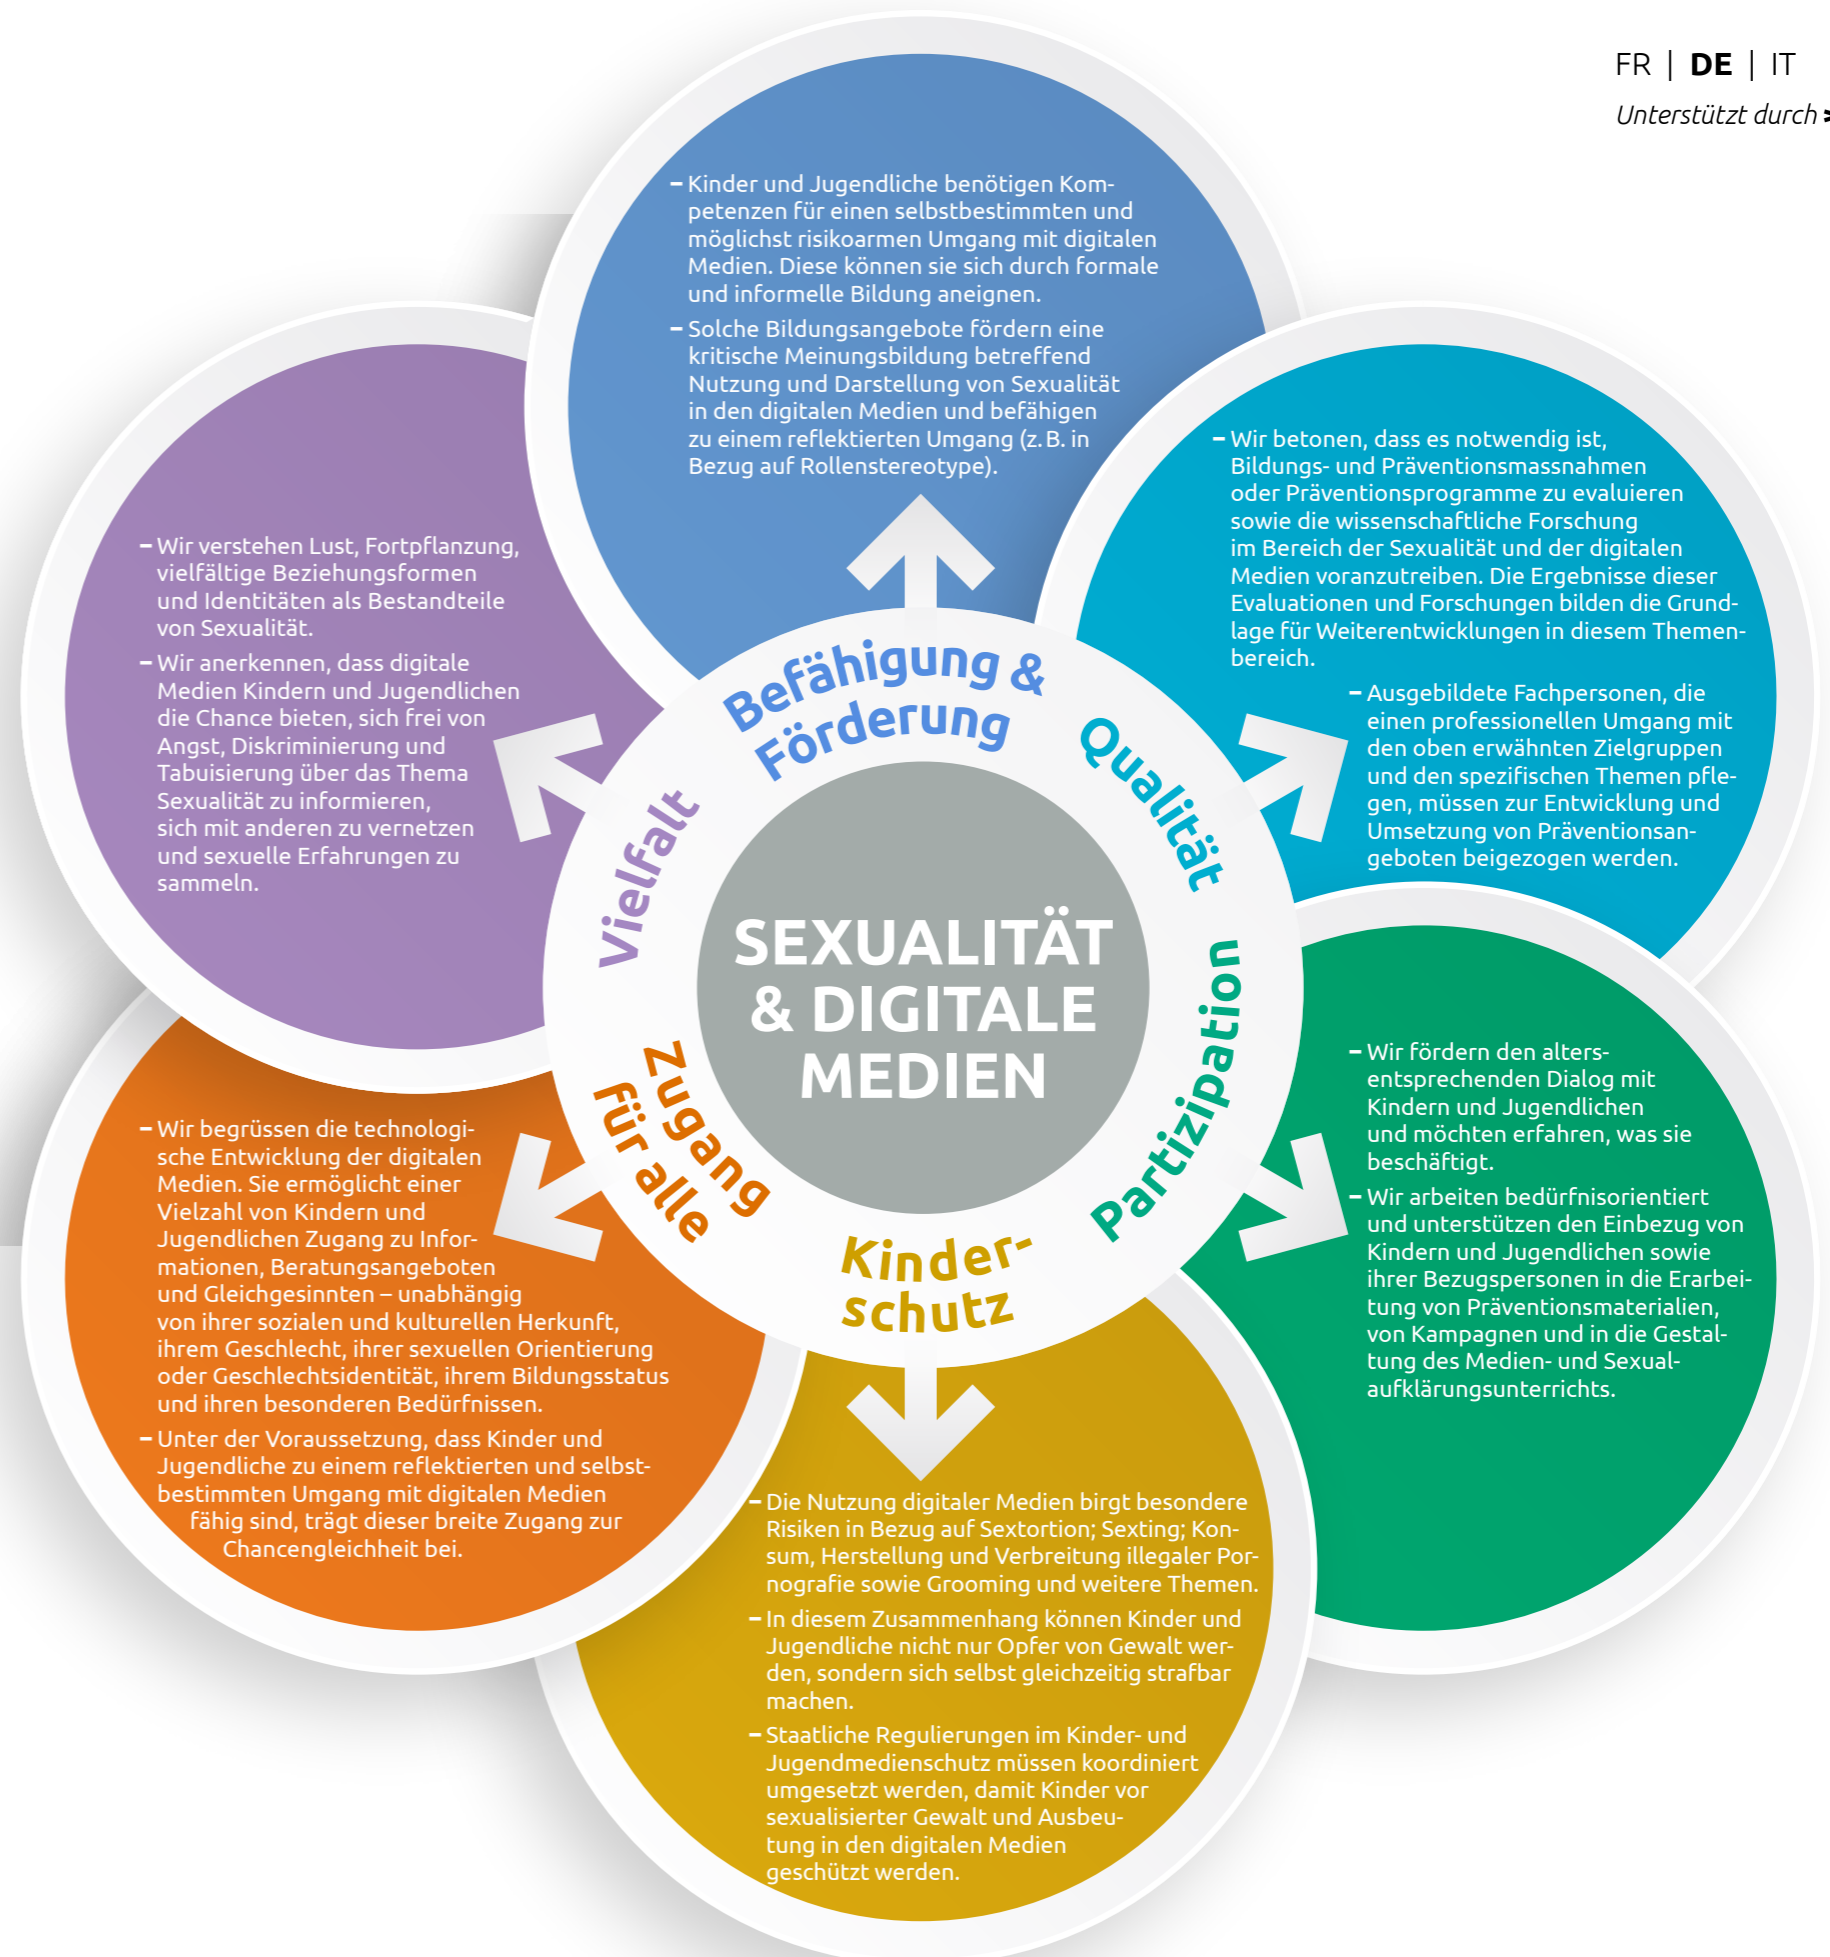 FR | DE | IT
Unterstützt durch >
– Kinder und Jugendliche benötigen Kom-
petenzen für einen selbstbestimmten und
möglichst risikoarmen Umgang mit digitalen
Medien. Diese können sie sich durch formale
und informelle Bildung aneignen.
– Solche Bildungsangebote fördern eine
kritische Meinungsbildung betreffend
Nutzung und Darstellung von Sexualität
in den digitalen Medien und befähigen
zu einem reflektierten Umgang (z. B. in
Bezug auf Rollenstereotype).
– Wir betonen, dass es notwendig ist,
Bildungs- und Präventionsmassnahmen
oder Präventionsprogramme zu evaluieren
sowie die wissenschaftliche Forschung
im Bereich der Sexualität und der digitalen
Medien voranzutreiben. Die Ergebnisse dieser
Evaluationen und Forschungen bilden die Grund-
lage für Weiterentwicklungen in diesem Themen-
bereich.
– Ausgebildete Fachpersonen, die
einen professionellen Umgang mit
den oben erwähnten Zielgruppen
und den spezifischen Themen pfle-
gen, müssen zur Entwicklung und
Umsetzung von Präventionsan-
geboten beigezogen werden.
– Wir verstehen Lust, Fortpflanzung,
vielfältige Beziehungsformen
und Identitäten als Bestandteile
von Sexualität.
– Wir anerkennen, dass digitale
Medien Kindern und Jugendlichen
die Chance bieten, sich frei von
Angst, Diskriminierung und
Tabuisierung über das Thema
Sexualität zu informieren,
sich mit anderen zu vernetzen
und sexuelle Erfahrungen zu
sammeln.
Befähigung &
Förderung
Qualität
Vielfalt
SEXUALITÄT
& DIGITALE
MEDIEN
Partizipation
Zugang
für alle
Kinder-
schutz
– Wir fördern den alters-
entsprechenden Dialog mit
Kindern und Jugendlichen
und möchten erfahren, was sie
beschäftigt.
– Wir arbeiten bedürfnisorientiert
und unterstützen den Einbezug von
Kindern und Jugendlichen sowie
ihrer Bezugspersonen in die Erarbei-
tung von Präventionsmaterialien,
von Kampagnen und in die Gestal-
tung des Medien- und Sexual-
aufklärungsunterrichts.
– Wir begrüssen die technologi-
sche Entwicklung der digitalen
Medien. Sie ermöglicht einer
Vielzahl von Kindern und
Jugendlichen Zugang zu Infor-
mationen, Beratungsangeboten
und Gleichgesinnten – unabhängig
von ihrer sozialen und kulturellen Herkunft,
ihrem Geschlecht, ihrer sexuellen Orientierung
oder Geschlechtsidentität, ihrem Bildungsstatus
und ihren besonderen Bedürfnissen.
– Unter der Voraussetzung, dass Kinder und
Jugendliche zu einem reflektierten und selbst-
bestimmten Umgang mit digitalen Medien
fähig sind, trägt dieser breite Zugang zur
Chancengleichheit bei.
– Die Nutzung digitaler Medien birgt besondere
Risiken in Bezug auf Sextortion; Sexting; Kon-
sum, Herstellung und Verbreitung illegaler Por-
nografie sowie Grooming und weitere Themen.
– In diesem Zusammenhang können Kinder und
Jugendliche nicht nur Opfer von Gewalt wer-
den, sondern sich selbst gleichzeitig strafbar
machen.
– Staatliche Regulierungen im Kinder- und
Jugendmedienschutz müssen koordiniert
umgesetzt werden, damit Kinder vor
sexualisierter Gewalt und Ausbeu-
tung in den digitalen Medien
geschützt werden.